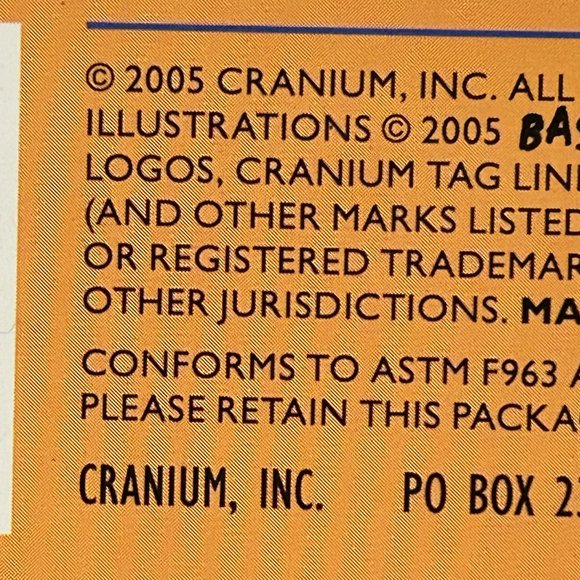 © 2005 CRANIUM, INC. ALL
ILLUSTRATIONS © 2005
LOGOS, CRANIUM TAG
(AND OTHER MARKS LISTED
OR REGISTERED
OTHER JURISDICTIONS.
CONFORMS TO ASTM F963
PLEASE RETAIN THIS
CRANIUM, INC. PO BOX